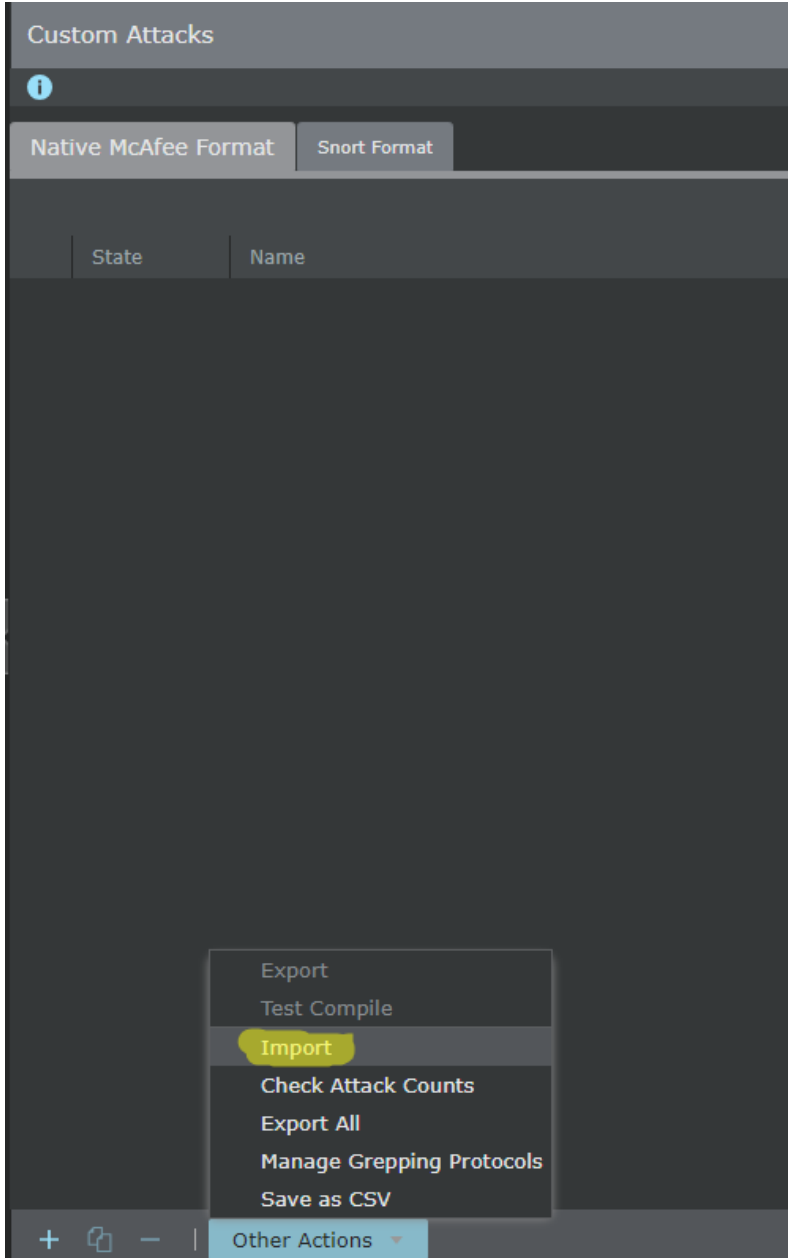 Custom Attacks
Native McAfee Format Snort Format
State Name
Export
Test Compile
Import
Check Attack Counts
Export All
Manage Grepping Protocols
Save as CSV
Other Actions